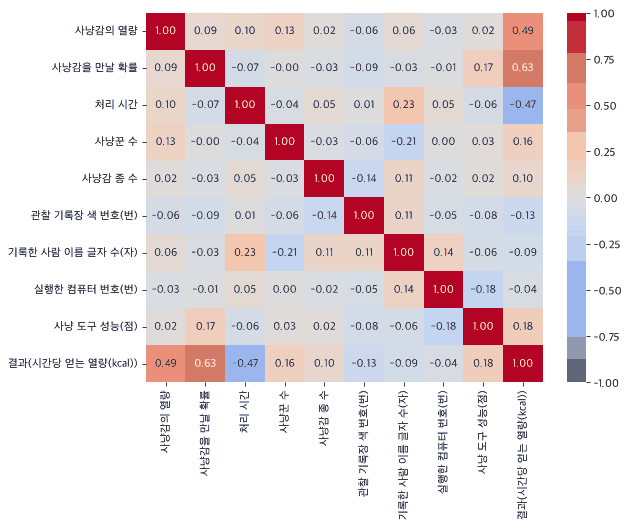 사냥감의 열량 1.00 0.09 0.10 0.13 0.02 -0.06 0.06 -0.03 0.02 0.49
사냥감을 만날 확률 0.09 1.00 -0.07 -0.00 -0.03 -0.09 -0.03 -0.01 0.17 0.63
처리 시간 0.10 -0.07 1.00 -0.04 0.05 0.01 0.23 0.05 -0.06 -0.47
사냥꾼 수 0.13 -0.00 -0.04 1.00 -0.03 -0.06 -0.21 0.00 0.03 0.16
사냥감 종 수 0.02 -0.03 0.05 -0.03 1.00 -0.14 0.11 -0.02 0.02 0.10
관찰 기록장 색 번호(번) -0.06 -0.09 0.01 -0.06 -0.14 1.00 0.11 -0.05 -0.08 -0.13
기록한 사람 이름 글자 수(자) 0.06 -0.03 0.23 -0.21 0.11 0.11 1.00 0.14 -0.06 -0.09
실행한 컴퓨터 번호(번) -0.03 -0.01 0.05 0.00 -0.02 -0.05 0.14 1.00 -0.18 -0.04
사냥 도구 성능(점) 0.02 0.17 -0.06 0.03 0.02 -0.08 -0.06 -0.18 1.00 0.18
결과(시간당 얻는 열량(kcal)) 0.49 0.63 -0.47 0.16 0.10 -0.13 -0.09 -0.04 0.18 1.00
사냥감의 열량
사냥감을 만날 확률
처리 시간
사냥꾼 수
사냥감 종 수
관찰 기록장 색 번호(번)
기록한 사람 이름 글자 수(자)
실행한 컴퓨터 번호(번)
사냥 도구 성능(점)
결과(시간당 얻는 열량(kcal))
1.00
0.75
0.50
0.25
0.00
-0.25
-0.50
-0.75
-1.00